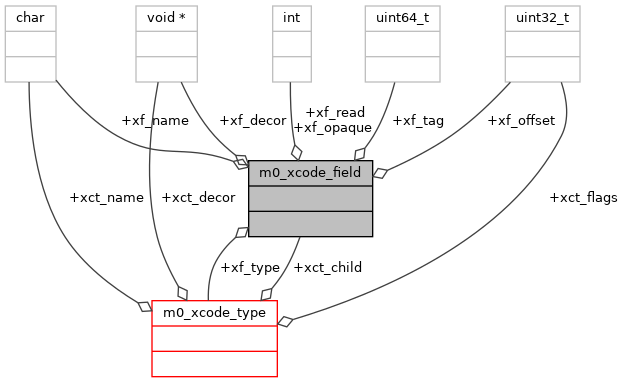 char
void *
int
uint64_t
uint32_t
+xf_name
+xf_decor
+xf_read
+xf_opaque
+xf_tag
+xf_offset
m0_xcode_field
+xct_name
+xct_decor
+xct_flags
+xf_type
+xct_child
m0_xcode_type